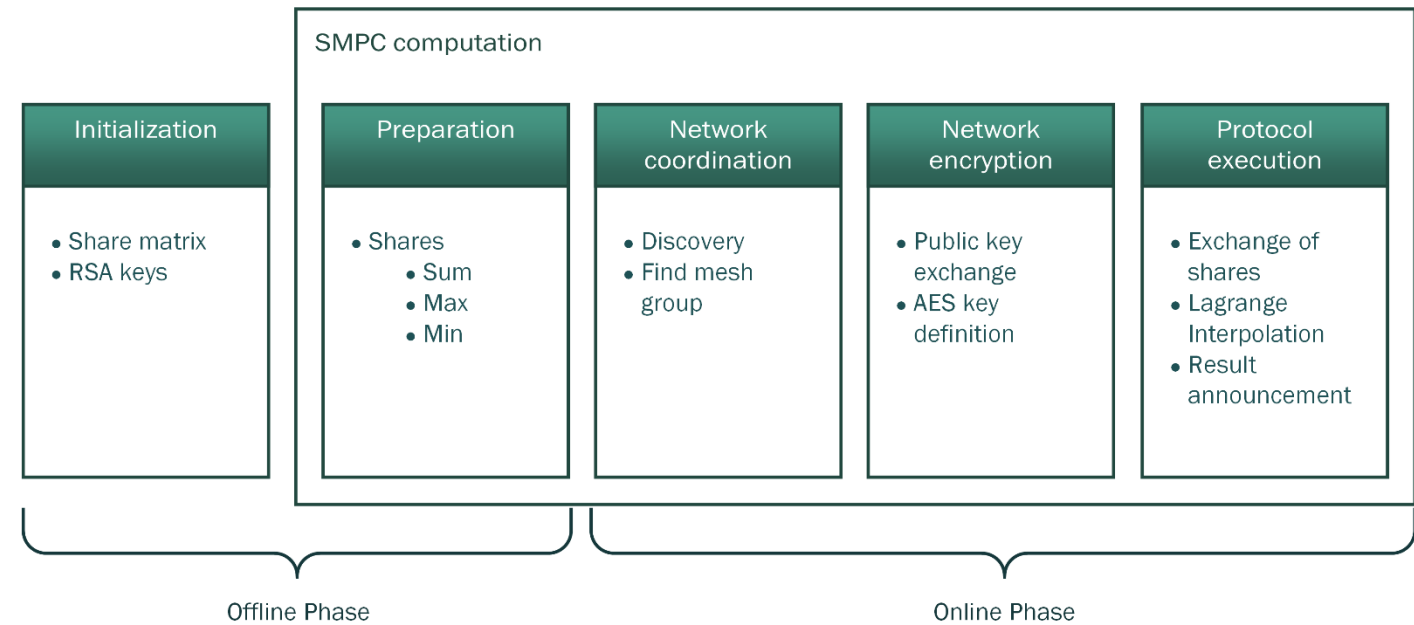 SMPC computation
Initialization
• Share matrix
• RSA keys
Preparation
• Shares
• Sum
• Max
• Min
Network
coordination
• Discovery
• Find mesh
group
Network
encryption
• Public key
exchange
• AES key
definition
Protocol
execution
• Exchange of
shares
• Lagrange
Interpolation
• Result
announcement
Offline Phase
Online Phase